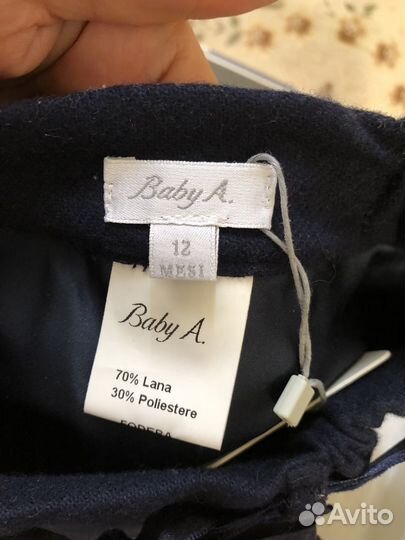 Baby A.
12
MESI
Baby A.
70% Lana
30% Poliestere
FODERA
Avito